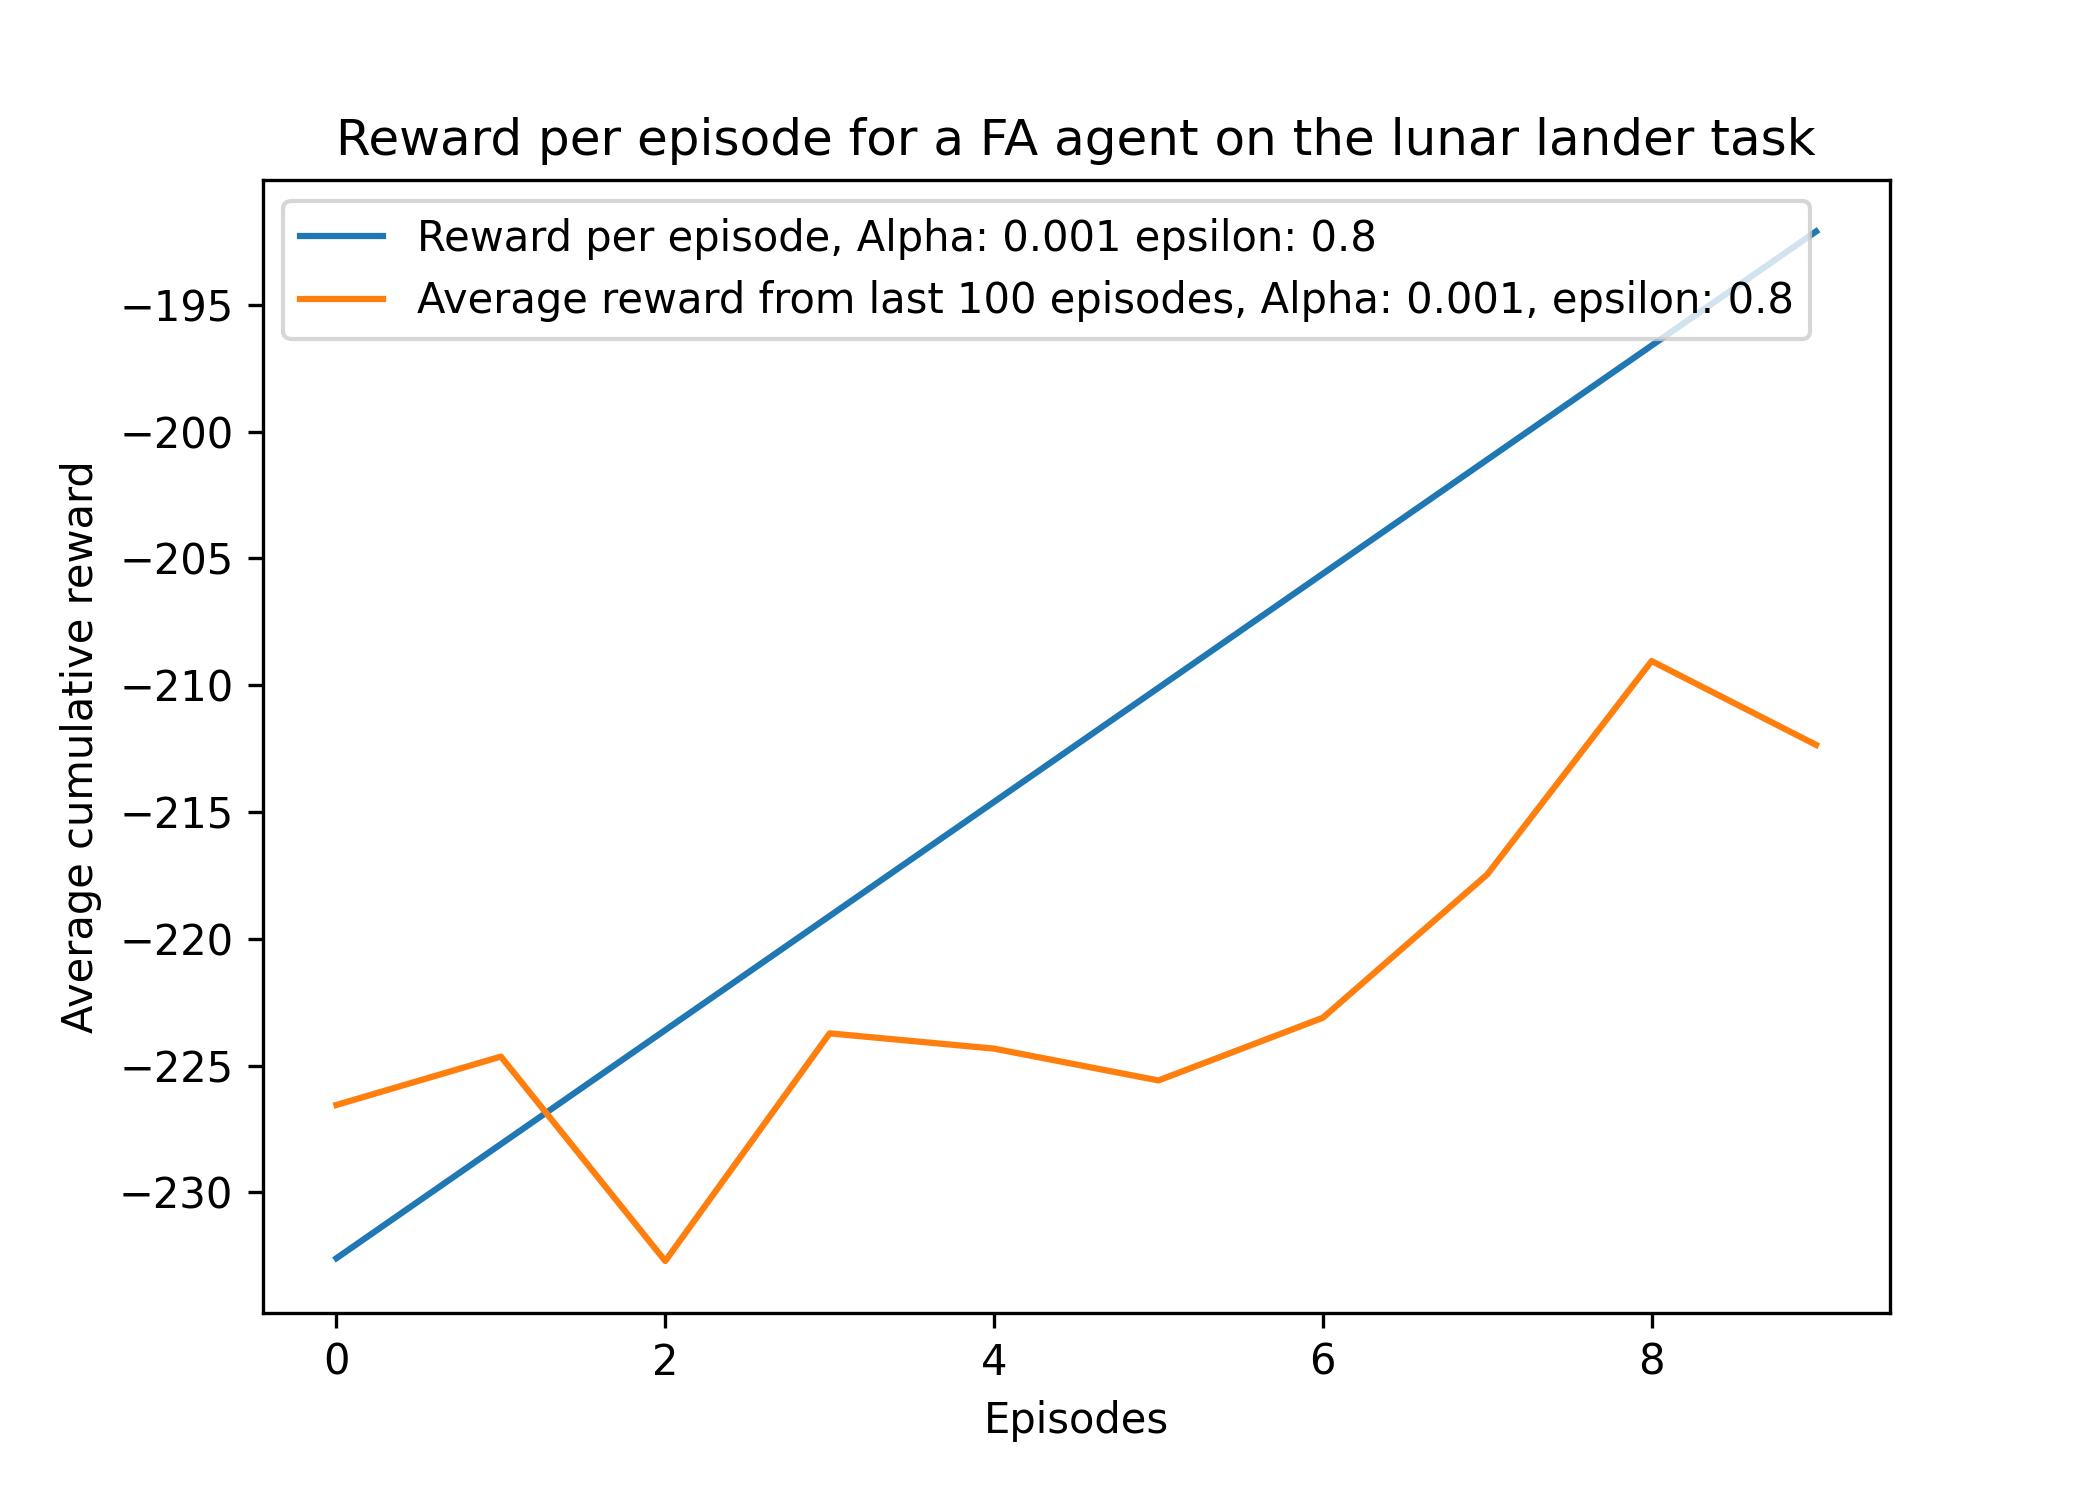 Reward per episode for a FA agent on the lunar lander task
Reward per episode, Alpha: 0.001 epsilon: 0.8
Average reward from last 100 episodes, Alpha: 0.001, epsilon: 0.8
Average cumulative reward
−195
−200
−205
−210
−215
−220
−225
−230
0 2 4 6 8
Episodes